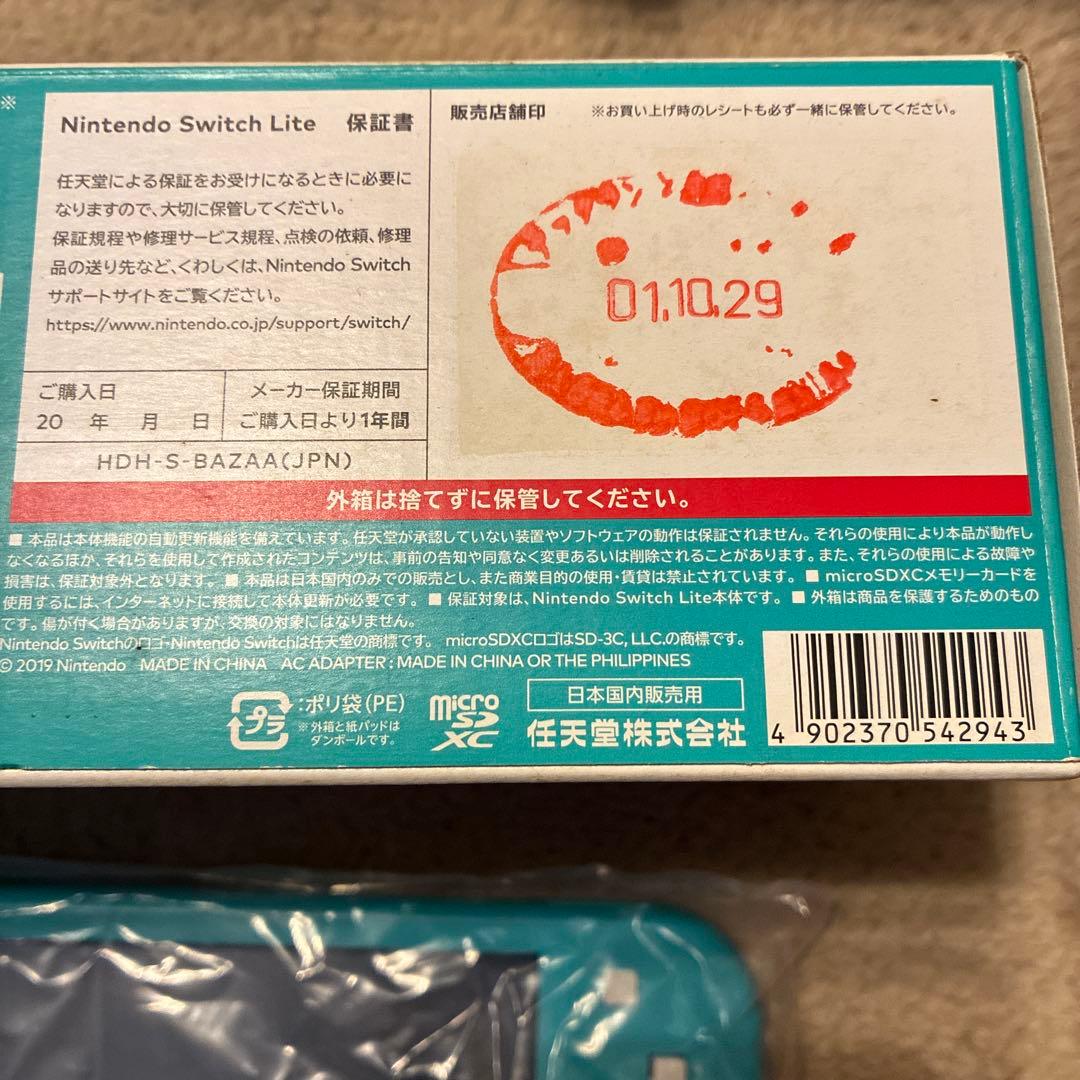 ※
Nintendo Switch Lite 保証書
任天堂による保証をお受けになるときに必要に
なりますので、大切に保管してください。
保証規程や修理サービス規程、点検の依頼、修理
品の送り先など、くわしくは、Nintendo Switch
サポートサイトをご覧ください。
https://www.nintendo.co.jp/support/switch/
ご購入日
20 年 月 日
メーカー保証期間
ご購入日より1年間
HDH-S-BAZAA(JPN)
販売店舗印 ※お買い上げ時のレシートも必ず一緒に保管してください。
01.10.29
外箱は捨てずに保管してください。
■ 本品は本体機能の自動更新機能を備えています。任天堂が承認していない装置やソフトウェアの動作は保証されません。それらの使用により本品が動作し
なくなるほか、それらを使用して作成されたコンテンツは、事前の告知や同意なく変更あるいは削除されることがあります。また、それらの使用による故障や
損害は、保証対象外となります。 ■ 本品は日本国内のみでの販売とし、また商業目的の使用・賃貸は禁止されています。 ■ microSDXCメモリーカードを
使用するには、インターネットに接続して本体更新が必要です。 ■ 保証対象は、Nintendo Switch Lite本体です。 ■ 外箱は商品を保護するためのもの
です。傷が付く場合がありますが、交換の対象にはなりません。
Nintendo Switchのロゴ・Nintendo Switchは任天堂の商標です。 microSDXCロゴはSD-3C, LLC.の商標です。
© 2019 Nintendo MADE IN CHINA AC ADAPTER : MADE IN CHINA OR THE PHILIPPINES
プラ
:ポリ袋(PE)
※外箱と紙パッドは
ダンボールです。
micro
SD
XC
日本国内販売用
任天堂株式会社
4 902370 542943